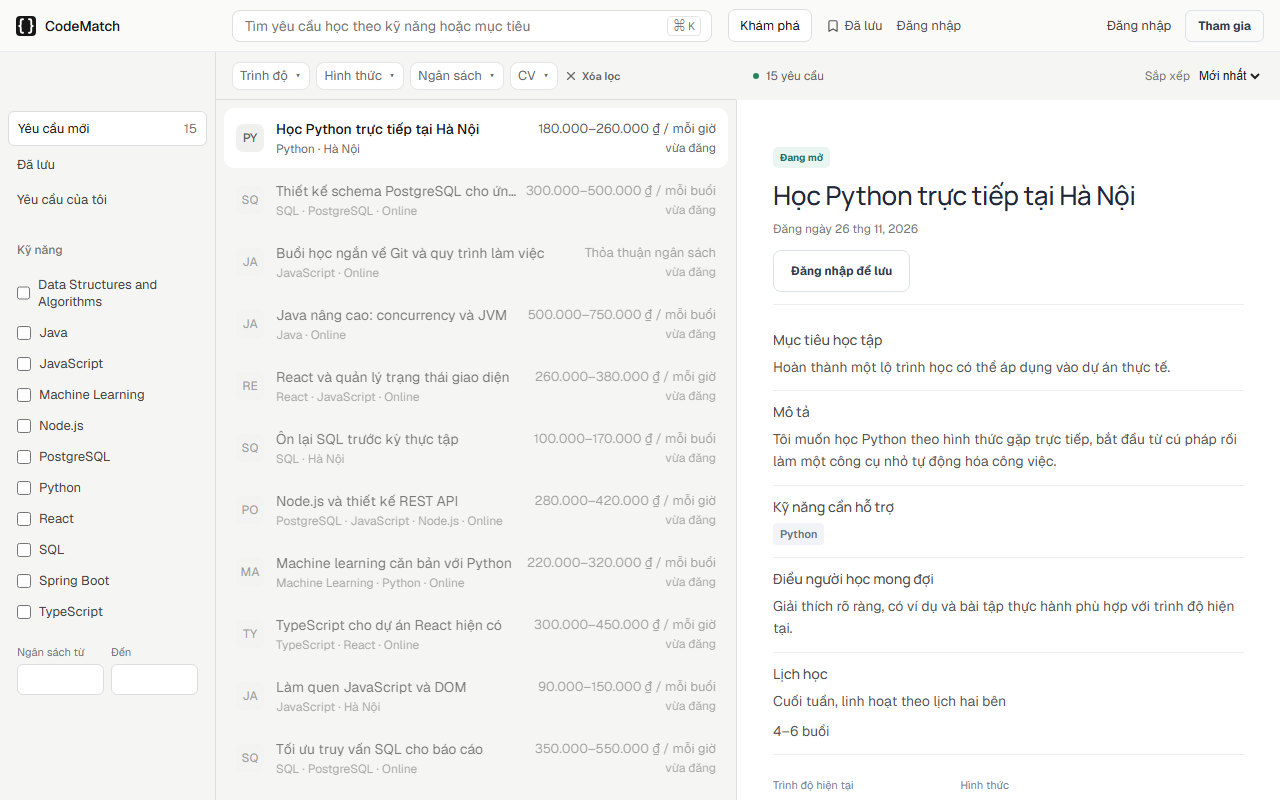 CodeMatch
Tìm yêu cầu học theo kỹ năng hoặc mục tiêu
⌘ K
Khám phá
Đã lưu
Đăng nhập
Đăng nhập
Tham gia
Trình độ
Hình thức
Ngân sách
CV
Xóa lọc
15 yêu cầu
Sắp xếp
Mới nhất
Yêu cầu mới 15
Đã lưu
Yêu cầu của tôi
Kỹ năng
Data Structures and
Algorithms
Java
JavaScript
Machine Learning
Node.js
PostgreSQL
Python
React
SQL
Spring Boot
TypeScript
Ngân sách từ
Đến
PY
Học Python trực tiếp tại Hà Nội
180.000–260.000 ₫ / mỗi giờ
Python · Hà Nội
vừa đăng
SQ
Thiết kế schema PostgreSQL cho ứn...
300.000–500.000 ₫ / mỗi buổi
SQL · PostgreSQL · Online
vừa đăng
JA
Buổi học ngắn về Git và quy trình làm việc
Thỏa thuận ngân sách
JavaScript · Online
vừa đăng
JA
Java nâng cao: concurrency và JVM
500.000–750.000 ₫ / mỗi buổi
Java · Online
vừa đăng
RE
React và quản lý trạng thái giao diện
260.000–380.000 ₫ / mỗi giờ
React · JavaScript · Online
vừa đăng
SQ
Ôn lại SQL trước kỳ thực tập
100.000–170.000 ₫ / mỗi buổi
SQL · Hà Nội
vừa đăng
PO
Node.js và thiết kế REST API
280.000–420.000 ₫ / mỗi giờ
PostgreSQL · JavaScript · Node.js · Online
vừa đăng
MA
Machine learning căn bản với Python
220.000–320.000 ₫ / mỗi buổi
Machine Learning · Python · Online
vừa đăng
TY
TypeScript cho dự án React hiện có
300.000–450.000 ₫ / mỗi giờ
TypeScript · React · Online
vừa đăng
JA
Làm quen JavaScript và DOM
90.000–150.000 ₫ / mỗi buổi
JavaScript · Hà Nội
vừa đăng
SQ
Tối ưu truy vấn SQL cho báo cáo
350.000–550.000 ₫ / mỗi giờ
SQL · PostgreSQL · Online
vừa đăng
Đang mở
Học Python trực tiếp tại Hà Nội
Đăng ngày 26 thg 11, 2026
Đăng nhập để lưu
Mục tiêu học tập
Hoàn thành một lộ trình học có thể áp dụng vào dự án thực tế.
Mô tả
Tôi muốn học Python theo hình thức gặp trực tiếp, bắt đầu từ cú pháp rồi
làm một công cụ nhỏ tự động hóa công việc.
Kỹ năng cần hỗ trợ
Python
Điều người học mong đợi
Giải thích rõ ràng, có ví dụ và bài tập thực hành phù hợp với trình độ hiện
tại.
Lịch học
Cuối tuần, linh hoạt theo lịch hai bên
4–6 buổi
Trình độ hiện tại
Hình thức